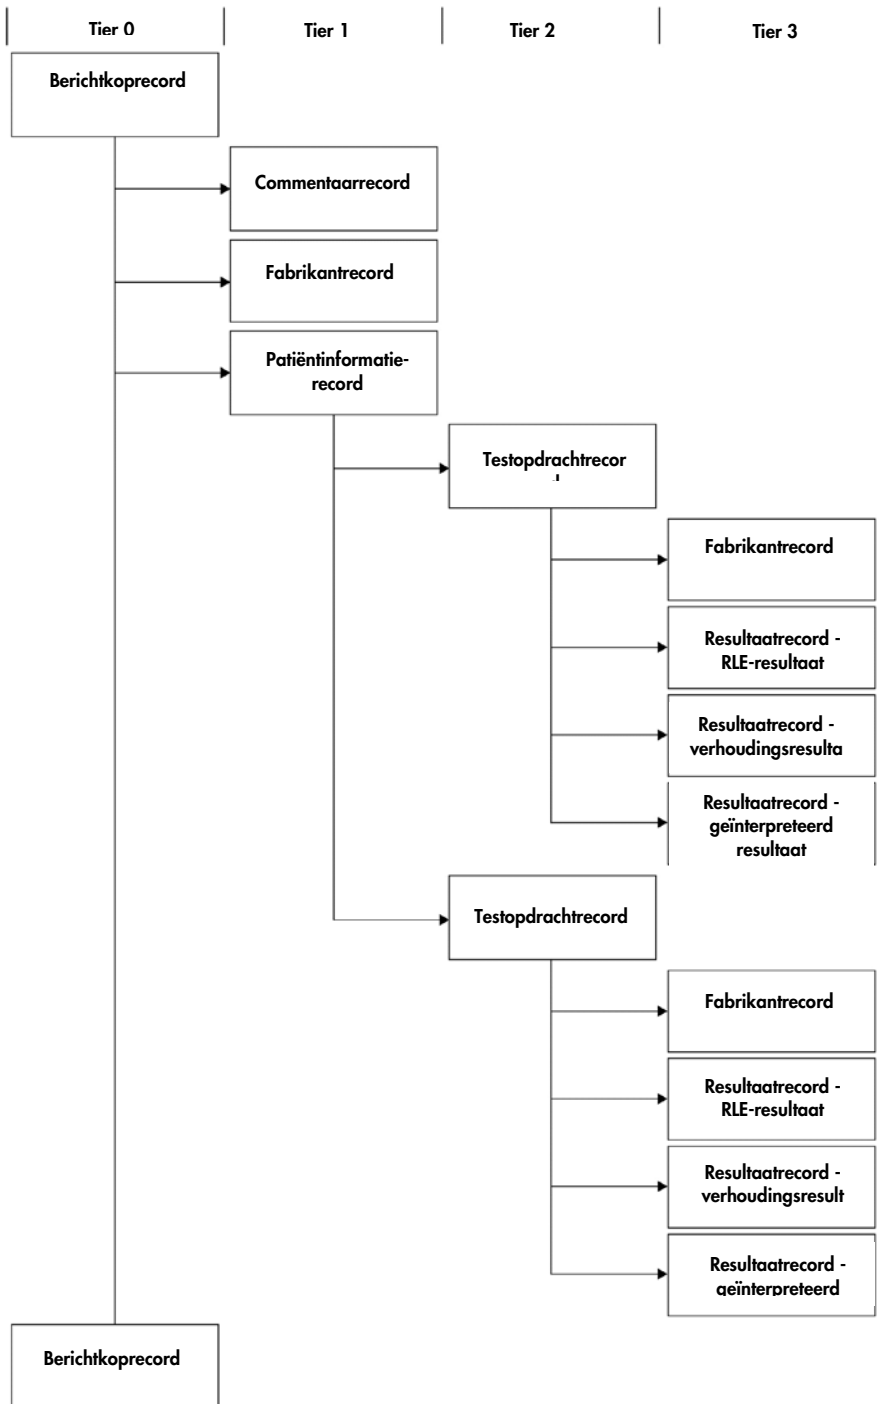 Tier 0 Tier 1 Tier 2 Tier 3
Berichtkoprecord
Commentaarrecord
Fabrikantrecord
Patiëntinformatie-
record
Testopdrachtrecor
Fabrikantrecord
Resultaatrecord -
RLE-resultaat
Resultaatrecord -
verhoudingsresulta
Resultaatrecord -
geïnterpreteerd
resultaat
Testopdrachtrecord
Fabrikantrecord
Resultaatrecord -
RLE-resultaat
Resultaatrecord -
verhoudingsresult
Resultaatrecord -
geïnterpreteerd
Berichtkoprecord